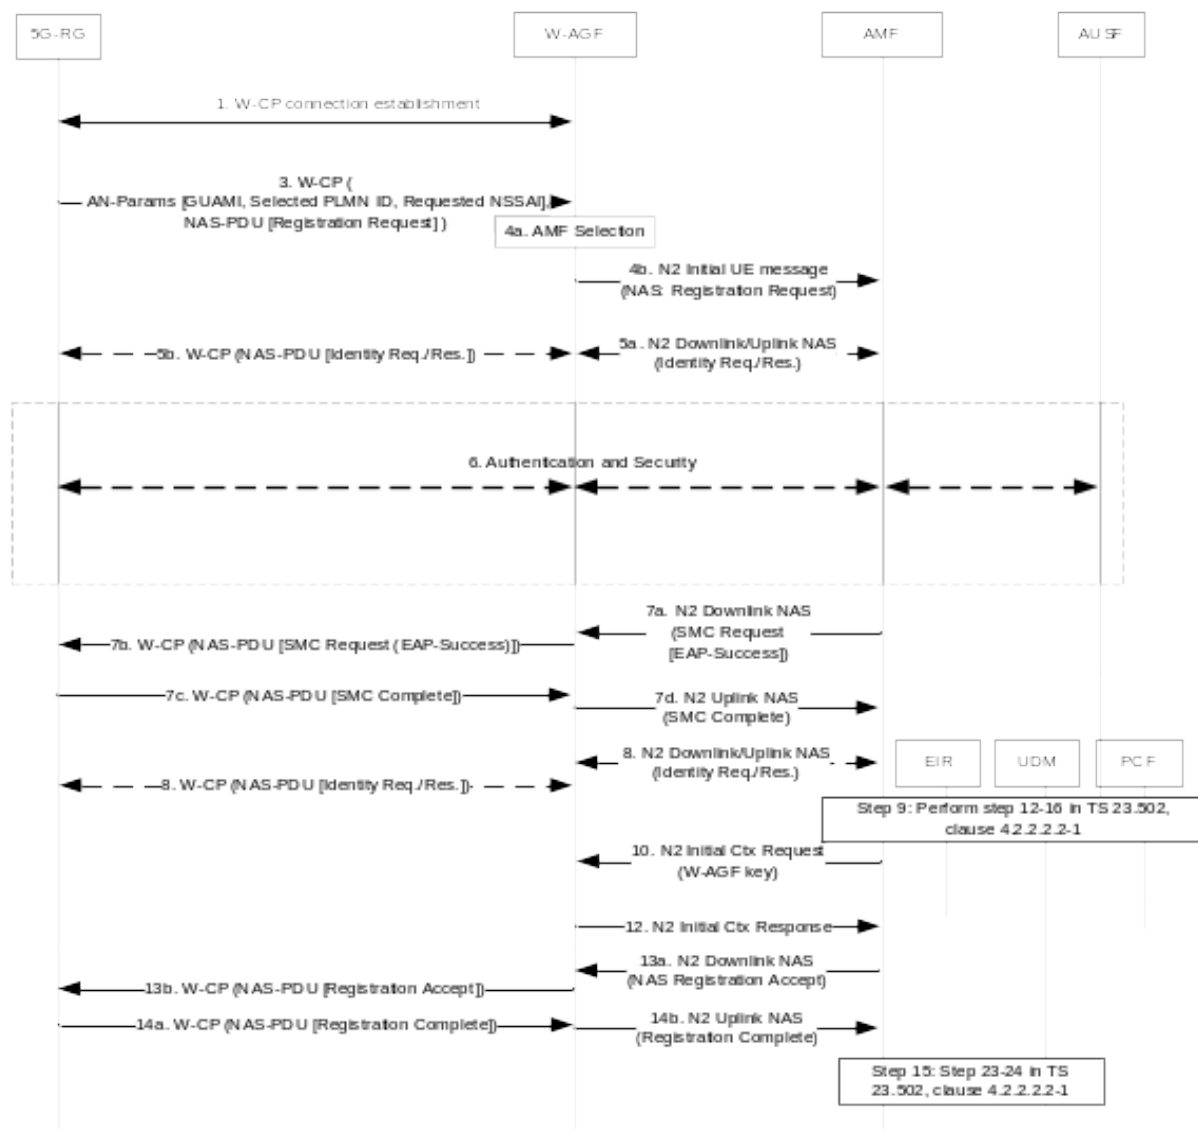 5G-RG
W-AGF
AMF
AUSF
1. W-CP connection establishment
3. W-CP (
AN-Params [GUAMI, Selected PLMN ID, Requested NSSAI],
NAS-PDU [Registration Request] )
4a. AMF Selection
4b. N2 Initial UE message
(NAS: Registration Request)
5b. W-CP (NAS-PDU [Identity Req./Res.])
5a. N2 Downlink/Uplink NAS
(Identity Req./Res.)
6. Authentication and Security
7a. N2 Downlink NAS
(SMC Request
[EAP-Success])
7b. W-CP (NAS-PDU [SMC Request (EAP-Success)])
7c. W-CP (NAS-PDU [SMC Complete])
7d. N2 Uplink NAS
(SMC Complete)
8. N2 Downlink/Uplink NAS
(Identity Req./Res.)
8. W-CP (NAS-PDU [Identity Req./Res.])
EIR
UDM
PCF
Step 9: Perform step 12-16 in TS 23.502,
clause 4.2.2.2.2-1
10. N2 Initial Ctx Request
(W-AGF key)
12. N2 Initial Ctx Response
13a. N2 Downlink NAS
(NAS Registration Accept)
13b. W-CP (NAS-PDU [Registration Accept])
14a. W-CP (NAS-PDU [Registration Complete])
14b. N2 Uplink NAS
(Registration Complete)
Step 15: Step 23-24 in TS
23.502, clause 4.2.2.2.2-1